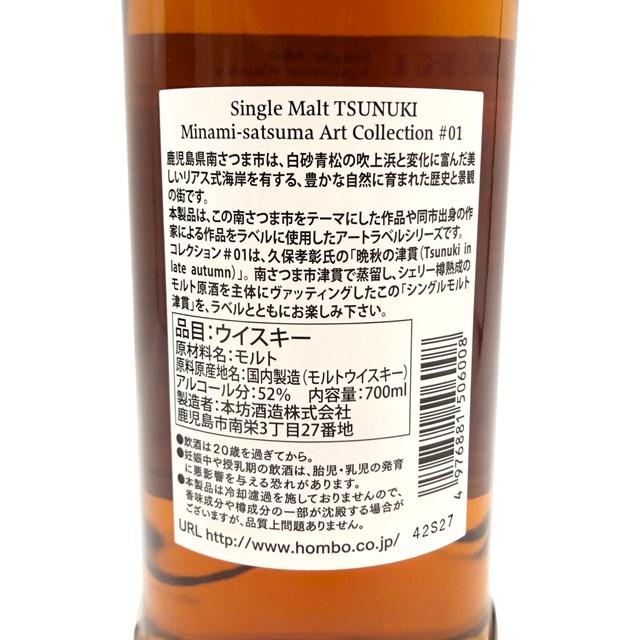 Single Malt TSUNUKI
Minami-satsuma Art Collection #01
鹿児島県南さつま市は、白砂青松の吹上浜と変化に富んだ美
しいリアス式海岸を有する、豊かな自然に育まれた歴史と景観
の街です。
本製品は、この南さつま市をテーマにした作品や同市出身の作
家による作品をラベルに使用したアートラベルシリーズです。
コレクション#01は、久保孝彰氏の「晩秋の津貫(Tsunuki in
late autumn)」。南さつま市津貫で蒸留し、シェリー樽熟成の
モルト原酒を主体にヴァッティングしたこの「シングルモルト
津貫」を、ラベルとともにお楽しみ下さい。
品目:ウイスキー
原材料名:モルト
原料原産地名:国内製造(モルトウイスキー)
アルコール分:52% 内容量:700ml
製造者:本坊酒造株式会社
鹿児島市南栄3丁目27番地
●飲酒は20歳を過ぎてから。
●妊娠中や授乳期の飲酒は、胎児・乳児の発育
に悪影響を与える恐れがあります。
●本製品は冷却濾過を施しておりませんので、
香味成分や樽成分の一部が沈殿する場合が
ございますが、品質上問題ありません。
URL http://www.hombo.co.jp/
42S27
4 976881 506008